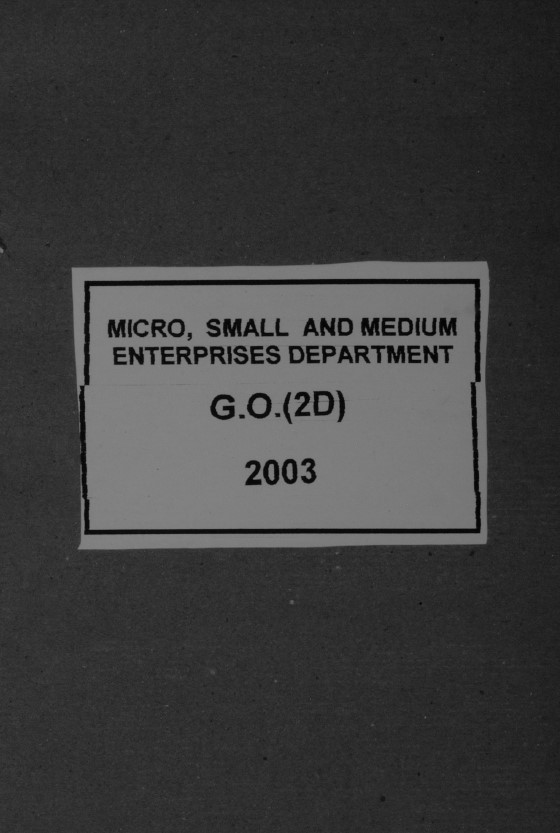 MICRO, SMALL AND MEDIUM
ENTERPRISES DEPARTMENT
G.O.(2D)
2003